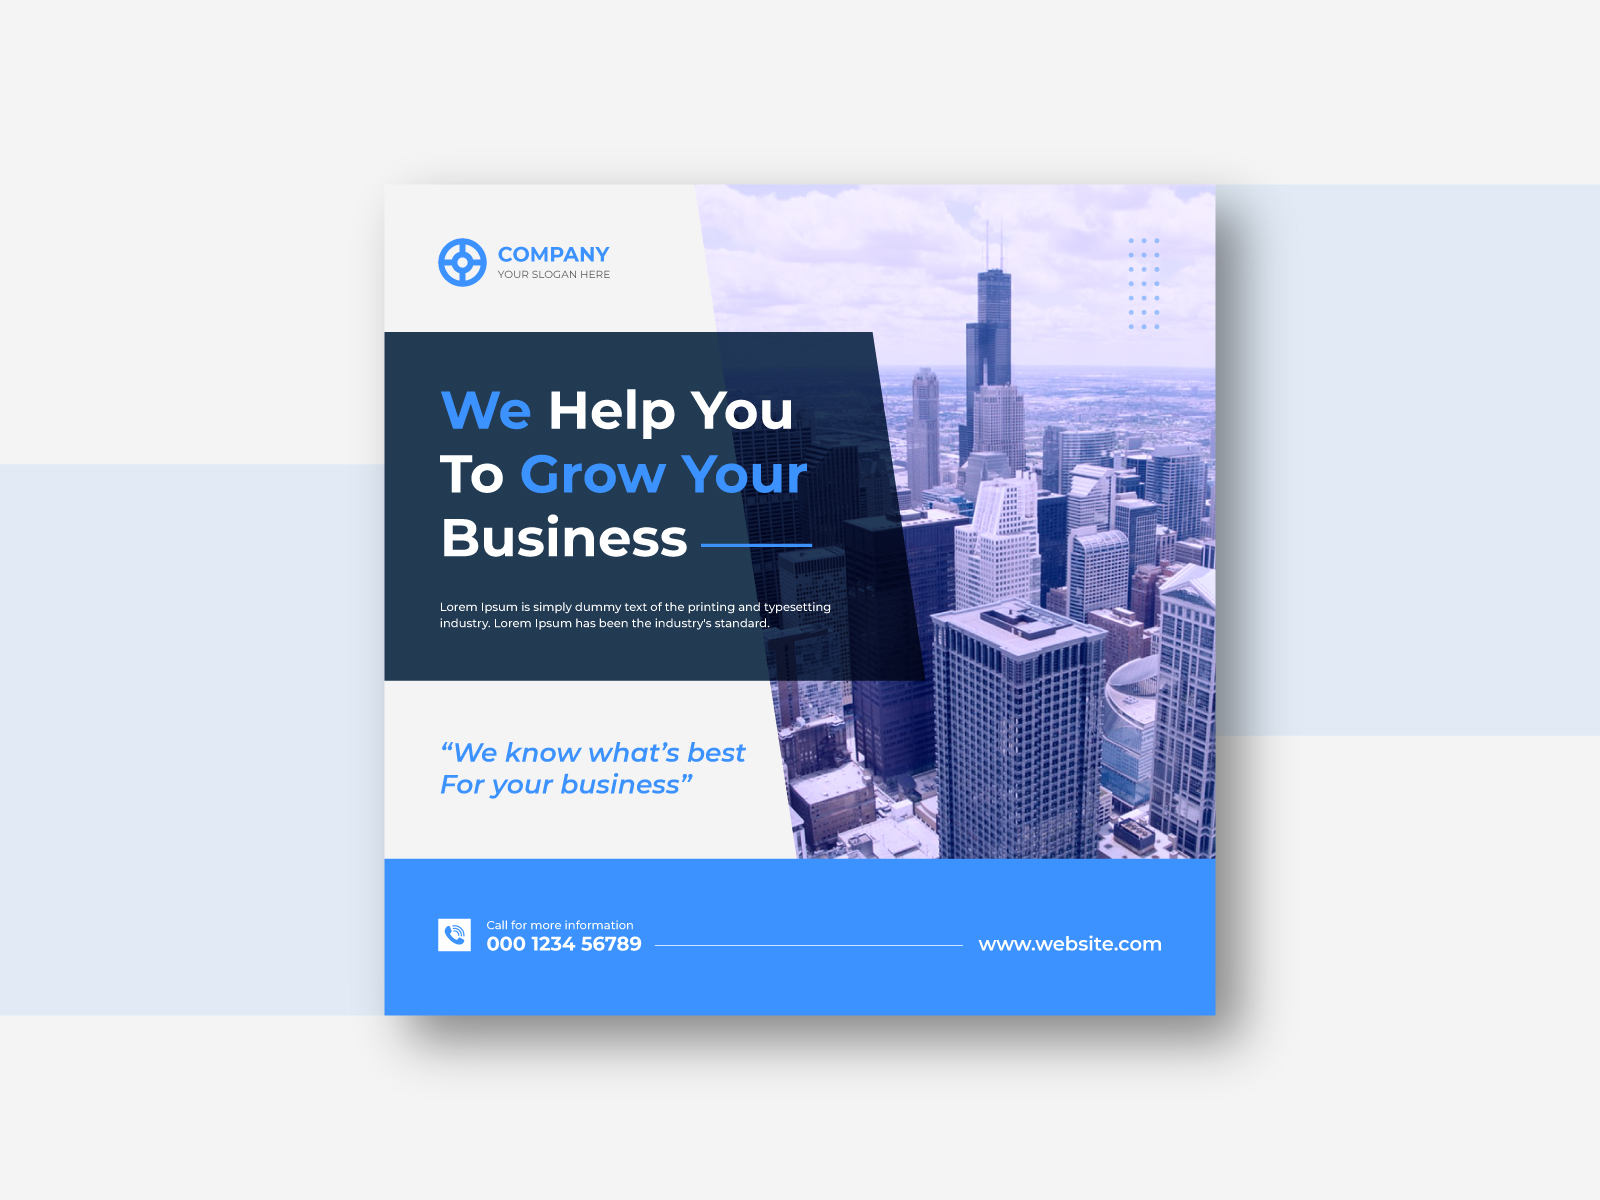 COMPANY
YOUR SLOGAN HERE
We Help You
To Grow Your
Business
Lorem Ipsum is simply dummy text of the printing and typesetting
industry. Lorem Ipsum has been the industry's standard.
“We know what’s best
For your business”
Call for more information
000 1234 56789
www.website.com